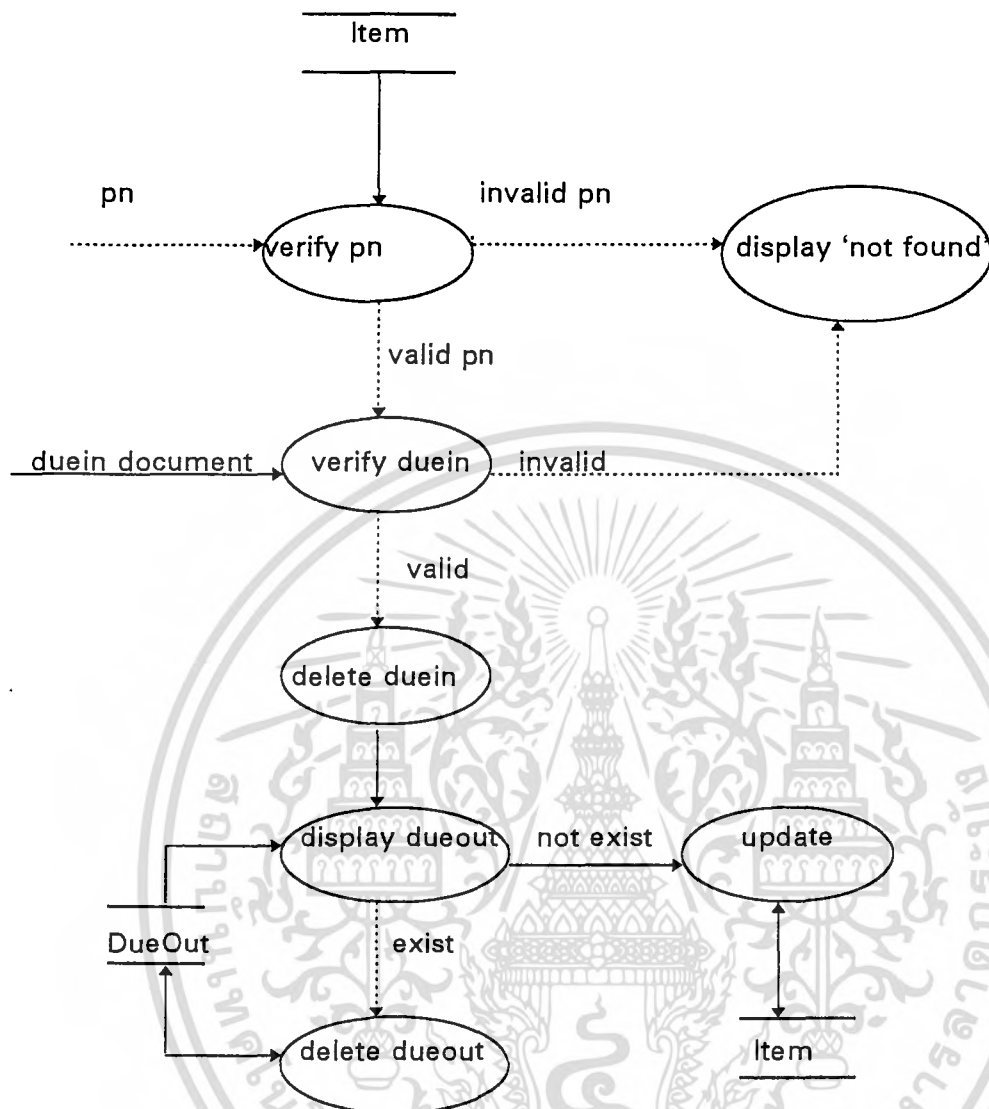 Item
pn
invalid pn
verify pn
display 'not found'
valid pn
duein document
verify duein
invalid
valid
delete duein
display dueout
not exist
update
DueOut
exist
delete dueout
Item